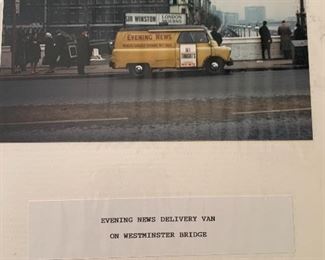 SIR WINSTON
LONDON
EVENING NEWS
EVENING NEWS DELIVERY VAN
ON WESTMINSTER BRIDGE